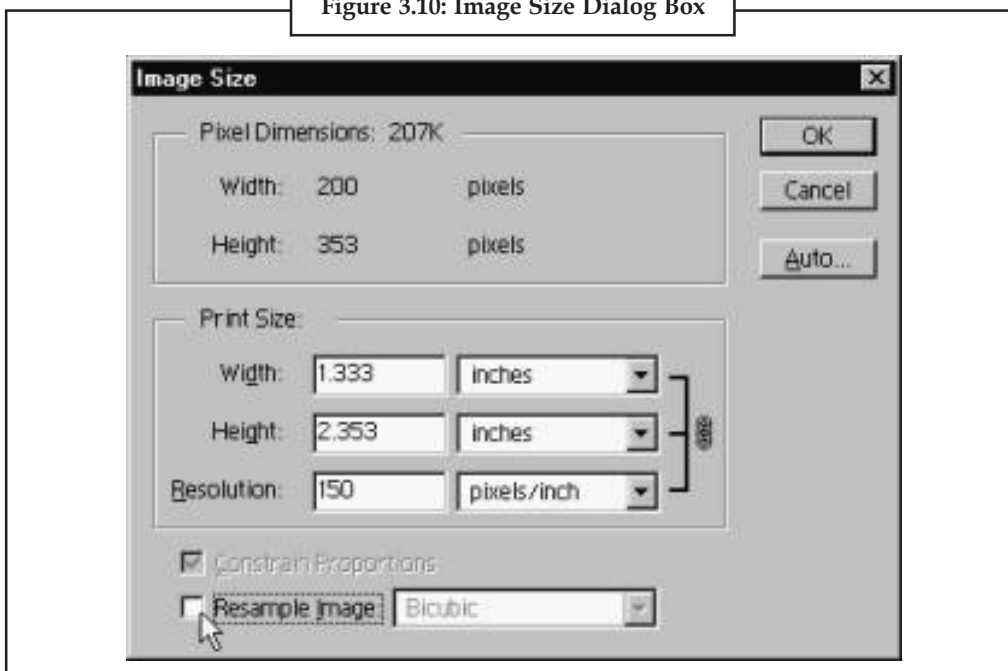 Figure 3.10: Image Size Dialog Box
Image Size
Pixel Dimensions: 207K
OK
Width: 200 pixels
Cancel
Height: 353 pixels
Auto...
Print Size:
Width: 1.333 inches
Height: 2.353 inches
Resolution: 150 pixels/inch
Constrain Proportions
Resample Image: Bicubic